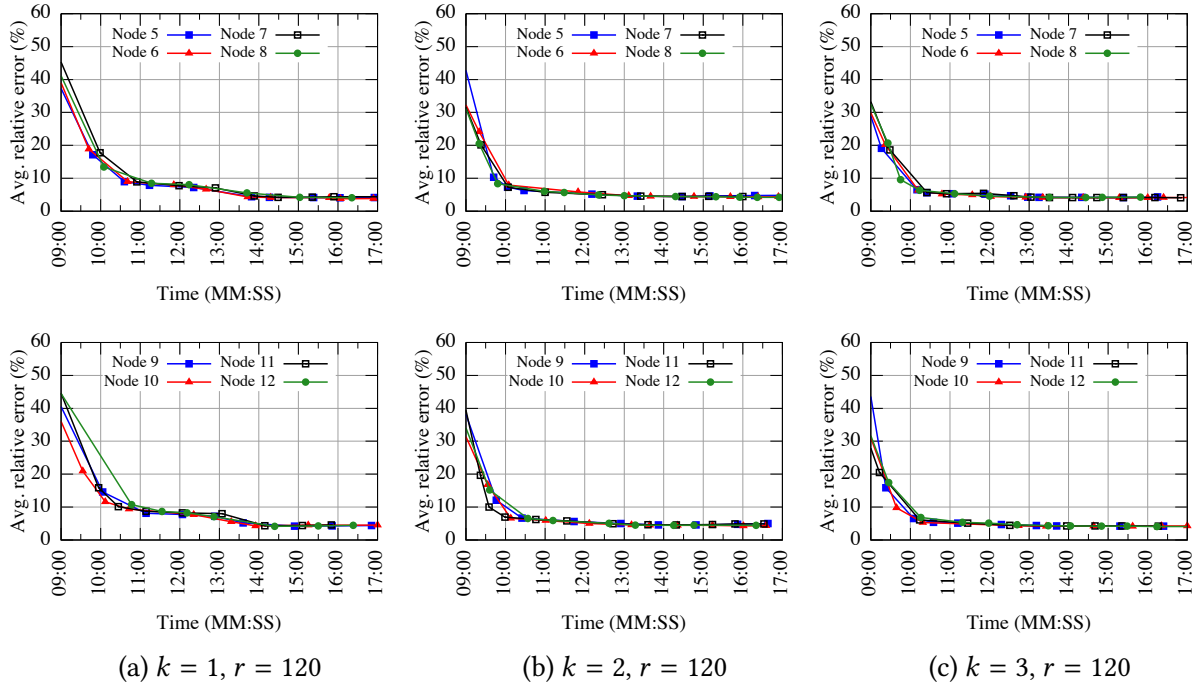 Avg. relative error (%)
60
50
40
30
20
10
0
Node 5
Node 6
Node 7
Node 8
09:00
10:00
11:00
12:00
13:00
14:00
15:00
16:00
17:00
Time (MM:SS)
Avg. relative error (%)
60
50
40
30
20
10
0
Node 5
Node 6
Node 7
Node 8
09:00
10:00
11:00
12:00
13:00
14:00
15:00
16:00
17:00
Time (MM:SS)
Avg. relative error (%)
60
50
40
30
20
10
0
Node 5
Node 6
Node 7
Node 8
09:00
10:00
11:00
12:00
13:00
14:00
15:00
16:00
17:00
Time (MM:SS)
Avg. relative error (%)
60
50
40
30
20
10
0
Node 9
Node 10
Node 11
Node 12
09:00
10:00
11:00
12:00
13:00
14:00
15:00
16:00
17:00
Time (MM:SS)
Avg. relative error (%)
60
50
40
30
20
10
0
Node 9
Node 10
Node 11
Node 12
09:00
10:00
11:00
12:00
13:00
14:00
15:00
16:00
17:00
Time (MM:SS)
Avg. relative error (%)
60
50
40
30
20
10
0
Node 9
Node 10
Node 11
Node 12
09:00
10:00
11:00
12:00
13:00
14:00
15:00
16:00
17:00
Time (MM:SS)
(a) k = 1, r = 120
(b) k = 2, r = 120
(c) k = 3, r = 120